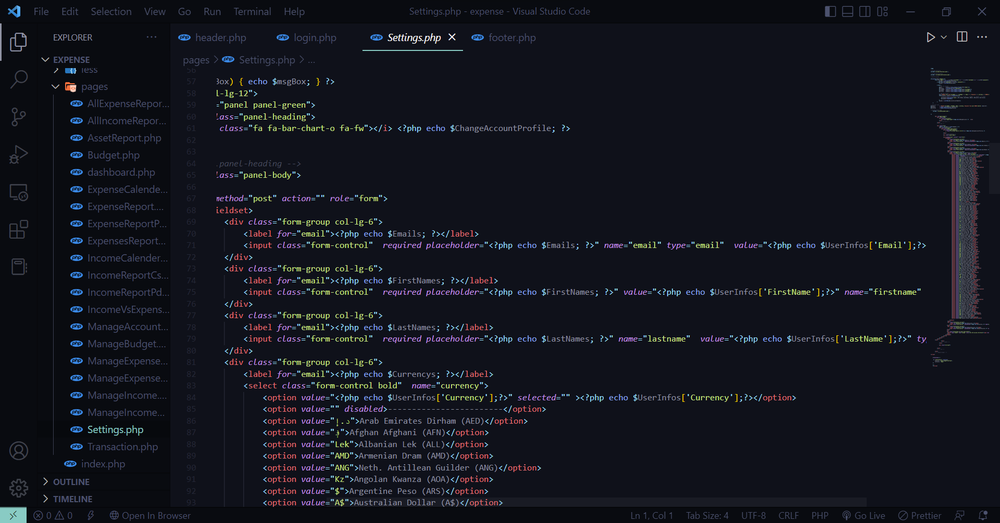 File Edit Selection View Go Run Terminal Help
Settings.php - expense - Visual Studio Code
EXPLORER
EXPENSE
less
pages
AllExpenseRepor...
AllIncomeRepor...
AssetReport.php
Budget.php
dashboard.php
ExpenseCalende...
ExpenseReport....
ExpenseReportP...
ExpensesReport...
IncomeCalender...
IncomeReportCs...
IncomeReportPd...
IncomeVsExpens...
ManageAccount...
ManageBudget....
ManageExpense...
ManageExpense...
ManageIncome....
ManageIncome...
Settings.php
Transaction.php
index.php
OUTLINE
TIMELINE
header.php login.php Settings.php footer.php
pages > Settings.php > ...
56
57 Box) { echo $msgBox; } ?>
58 l-lg-12">
59 ="panel panel-green">
60 lass="panel-heading">
61 class="fa fa-bar-chart-o fa-fw"></i> <?php echo $ChangeAccountProfile; ?>
62
63
64 .panel-heading -->
65 lass="panel-body">
66
67 method="post" action="" role="form">
68 ieldset>
69 <div class="form-group col-lg-6">
70 <label for="email"><?php echo $Emails; ?></label>
71 <input class="form-control"  required placeholder="<?php echo $Emails; ?>" name="email" type="email"  value="<?php echo $UserInfos['Email'];?>
72 </div>
73 <div class="form-group col-lg-6">
74 <label for="email"><?php echo $FirstNames; ?></label>
75 <input class="form-control"  required placeholder="<?php echo $FirstNames; ?>" value="<?php echo $UserInfos['FirstName'];?>" name="firstname"
76 </div>
77 <div class="form-group col-lg-6">
78 <label for="email"><?php echo $LastNames; ?></label>
79 <input class="form-control"  required placeholder="<?php echo $LastNames; ?>" name="lastname"  value="<?php echo $UserInfos['LastName'];?>" ty
80 </div>
81 <div class="form-group col-lg-6">
82 <label for="email"><?php echo $Currencys; ?></label>
83 <select class="form-control bold"  name="currency">
84 <option value="<?php echo $UserInfos['Currency'];?>" selected="" ><?php echo $UserInfos['Currency'];?></option>
85 <option value="" disabled>------------------------</option>
86 <option value="د.إ">Arab Emirates Dirham (AED)</option>
87 <option value="؋">Afghan Afghani (AFN)</option>
88 <option value="Lek">Albanian Lek (ALL)</option>
89 <option value="AMD">Armenian Dram (AMD)</option>
90 <option value="ANG">Neth. Antillean Guilder (ANG)</option>
91 <option value="Kz">Angolan Kwanza (AOA)</option>
92 <option value="$">Argentine Peso (ARS)</option>
93 <option value="A$">Australian Dollar (A$)</option>
0 0 Open In Browser Ln 1, Col 1 Tab Size: 4 UTF-8 CRLF PHP Go Live Prettier